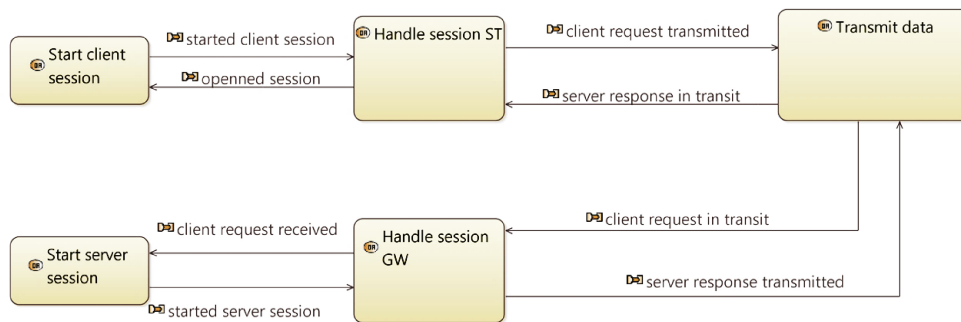 Handle session ST
Transmit data
client request transmitted
started client session
Start client
session
openned session
server response in transit
client request in transit
client request received
Handle session
GW
Start server
session
server response transmitted
started server session